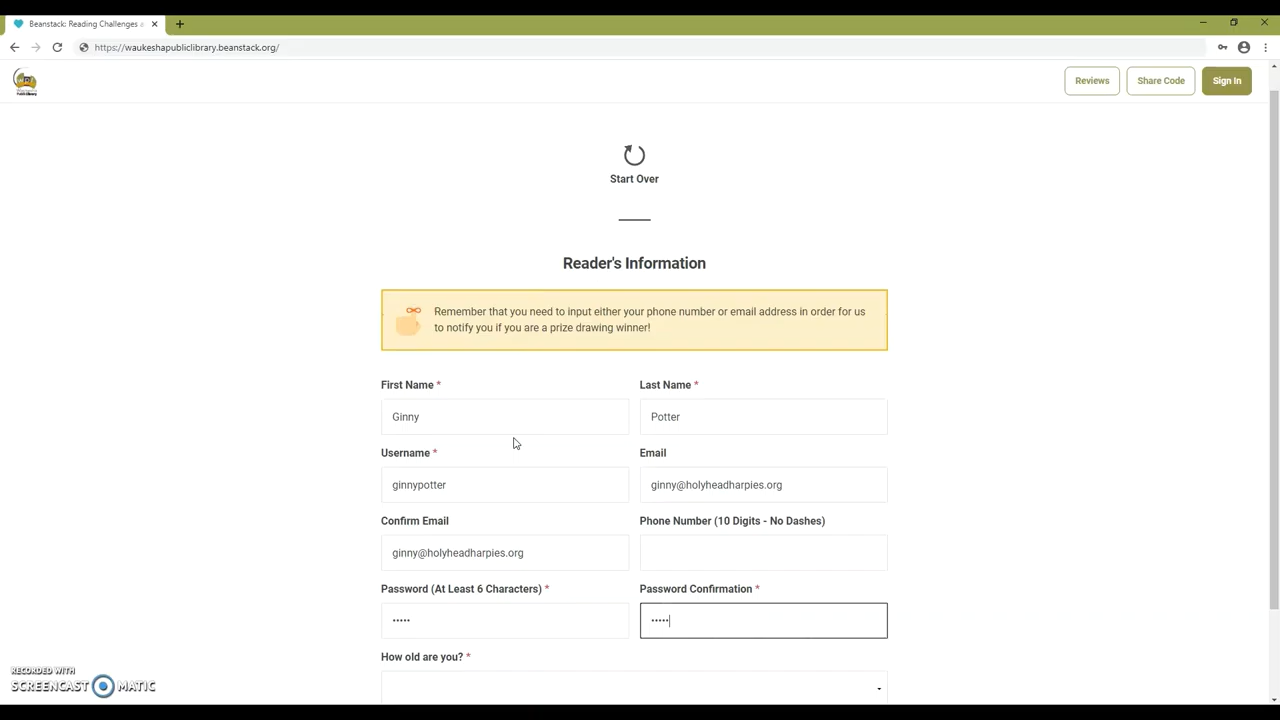 Beanstack: Reading Challenges
https://waukeshapubliclibrary.beanstack.org/
Reviews
Share Code
Sign In
Start Over
Reader's Information
Remember that you need to input either your phone number or email address in order for us
to notify you if you are a prize drawing winner!
First Name *
Last Name *
Ginny
Potter
Username *
Email
ginnypotter
ginny@holyheadharpies.org
Confirm Email
Phone Number (10 Digits - No Dashes)
ginny@holyheadharpies.org
Password (At Least 6 Characters) *
Password Confirmation *
•••••
•••••
How old are you? *
RECORDED WITH
SCREENCAST MATIC